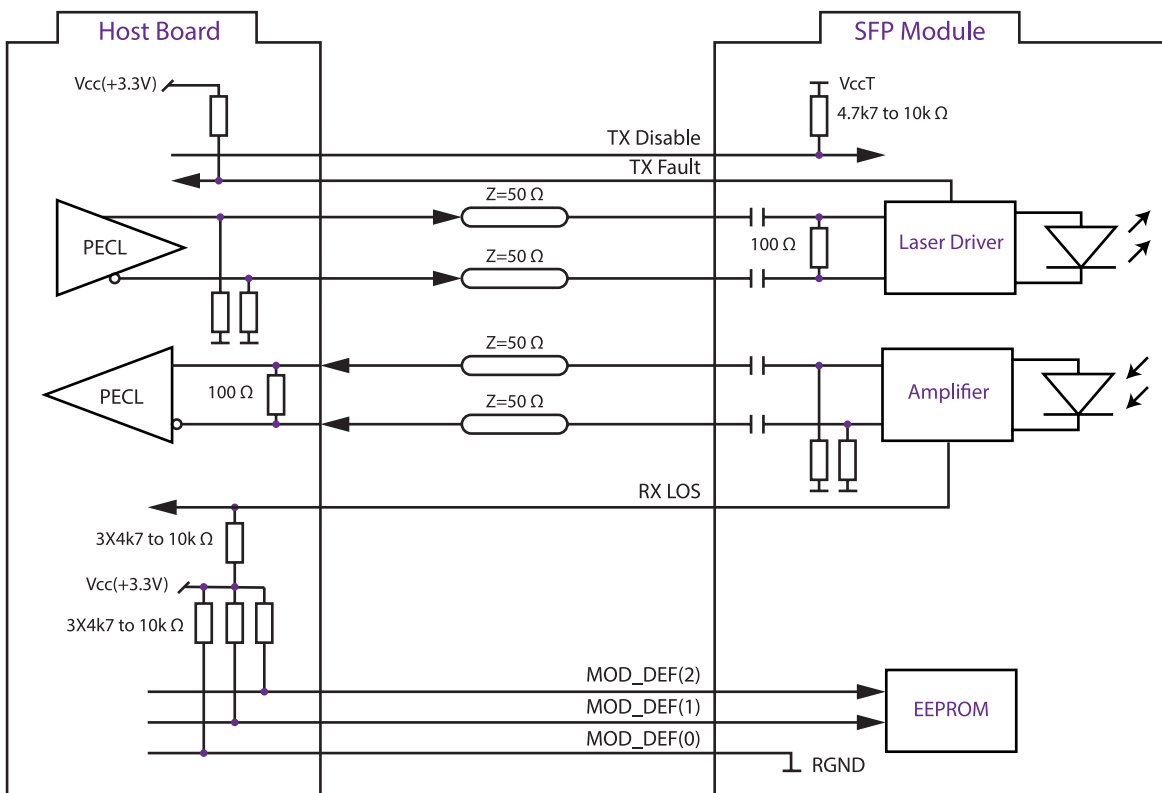 Host Board
SFP Module
Vcc(+3.3V)
VccT
4.7k7 to 10k Ω
TX Disable
TX Fault
Z=50 Ω
PECL
100 Ω
Laser Driver
Z=50 Ω
Z=50 Ω
PECL
100 Ω
Amplifier
Z=50 Ω
RX LOS
3X4k7 to 10k Ω
Vcc(+3.3V)
3X4k7 to 10k Ω
MOD_DEF(2)
MOD_DEF(1)
EEPROM
MOD_DEF(0)
RGND